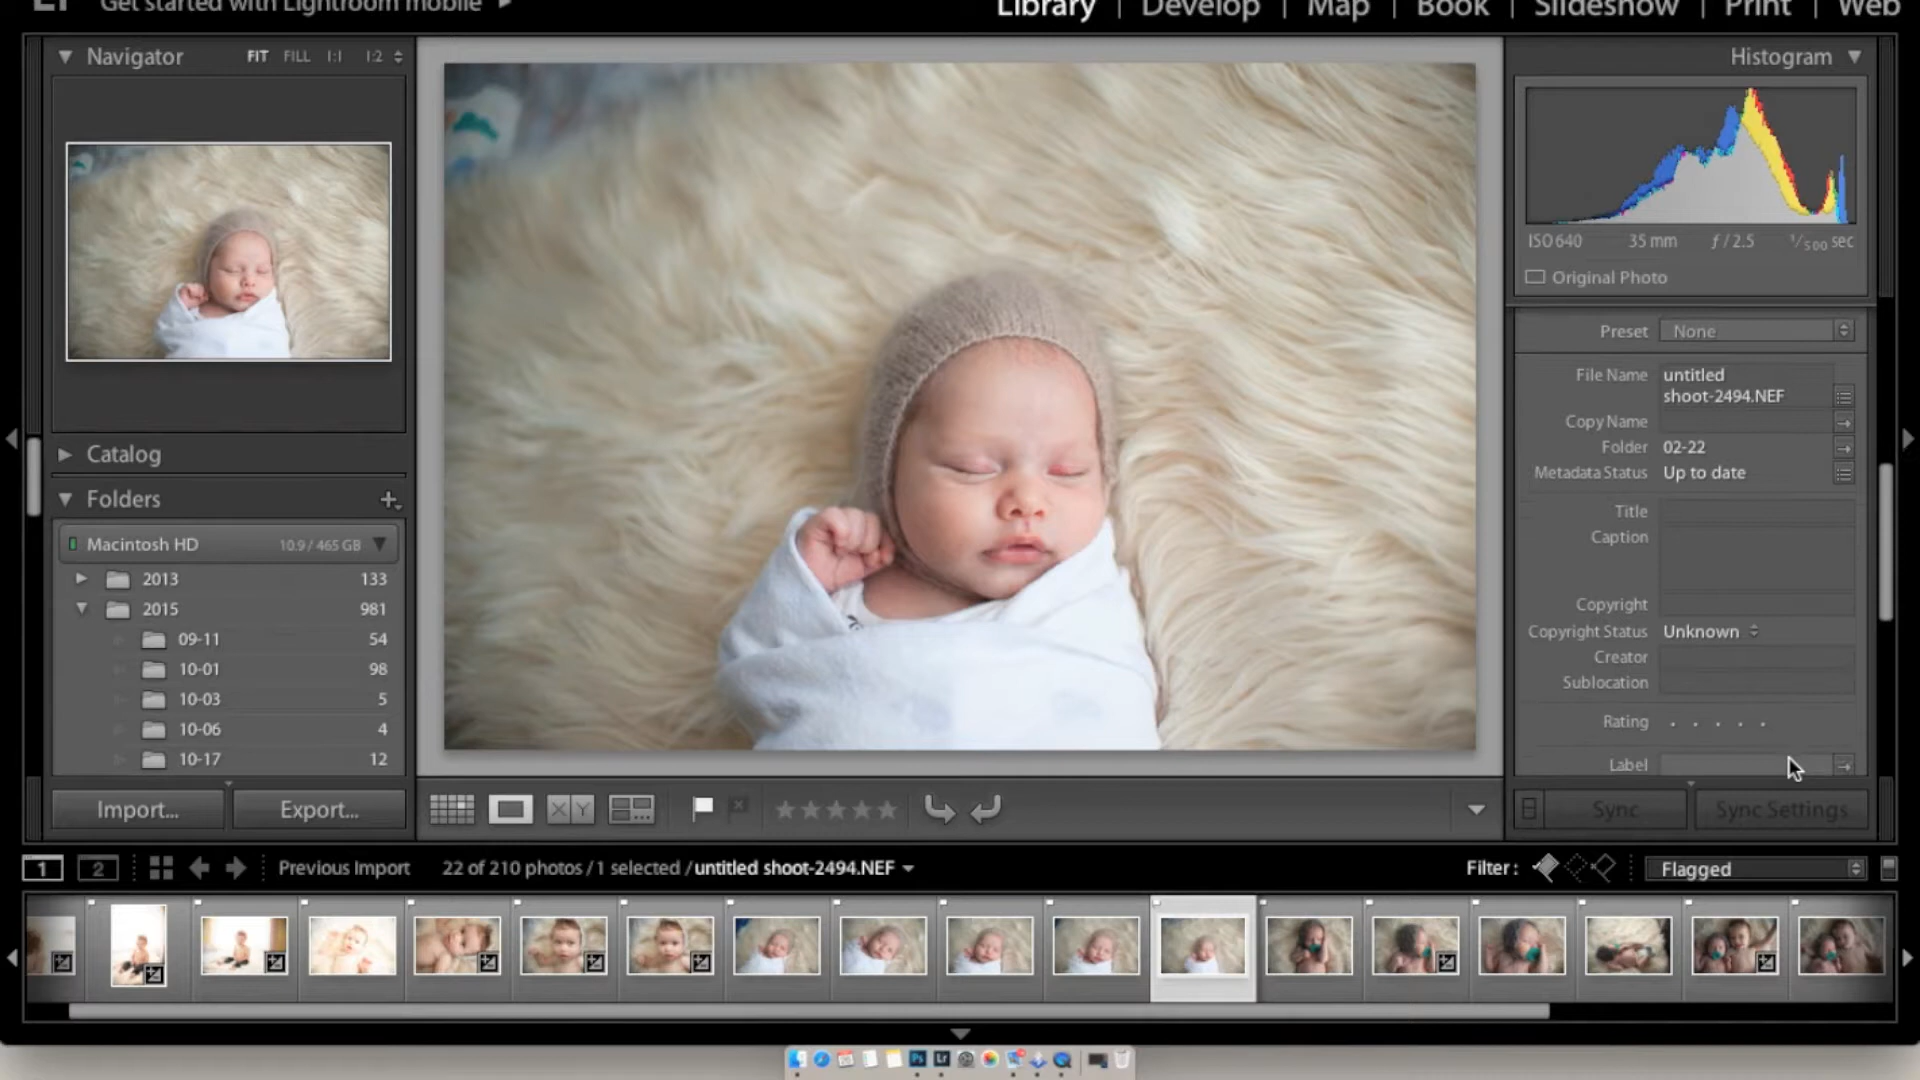 Get started with Lightroom mobile
Library | Develop | Map | Book | Slideshow | Print | Web
Navigator FIT FILL 1:1 1:2
Histogram
ISO 640 35 mm ƒ / 2.5 1/500 sec
Original Photo
Preset None
File Name untitled
shoot-2494.NEF
Copy Name
Folder 02-22
Metadata Status Up to date
Title
Caption
Copyright
Copyright Status Unknown
Creator
Sublocation
Rating . . . . .
Label
Catalog
Folders
Macintosh HD 10.9 / 465 GB
2013 133
2015 981
09-11 54
10-01 98
10-03 5
10-06 4
10-17 12
Import... Export...
X Y
Sync Sync Settings
1 2 Previous Import 22 of 210 photos / 1 selected / untitled shoot-2494.NEF Filter : Flagged
Ps Lr